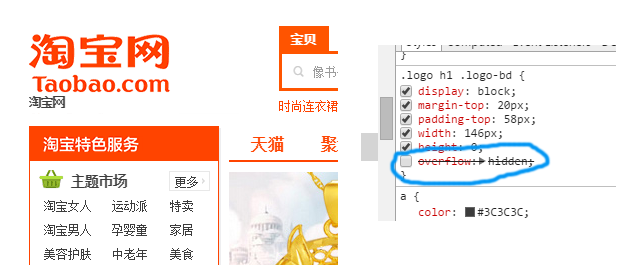 淘宝网
Taobao.com
淘宝网
宝贝
像书
时尚连衣裙
淘宝特色服务
天猫
聚
主题市场
更多
淘宝女人 运动派 特卖
淘宝男人 孕婴童 家居
美容护肤 中老年 美食
}
.logo h1 .logo-bd {
display: block;
margin-top: 20px;
padding-top: 58px;
width: 146px;
height: 0;
overflow: hidden;
}
a {
color: #3C3C3C;